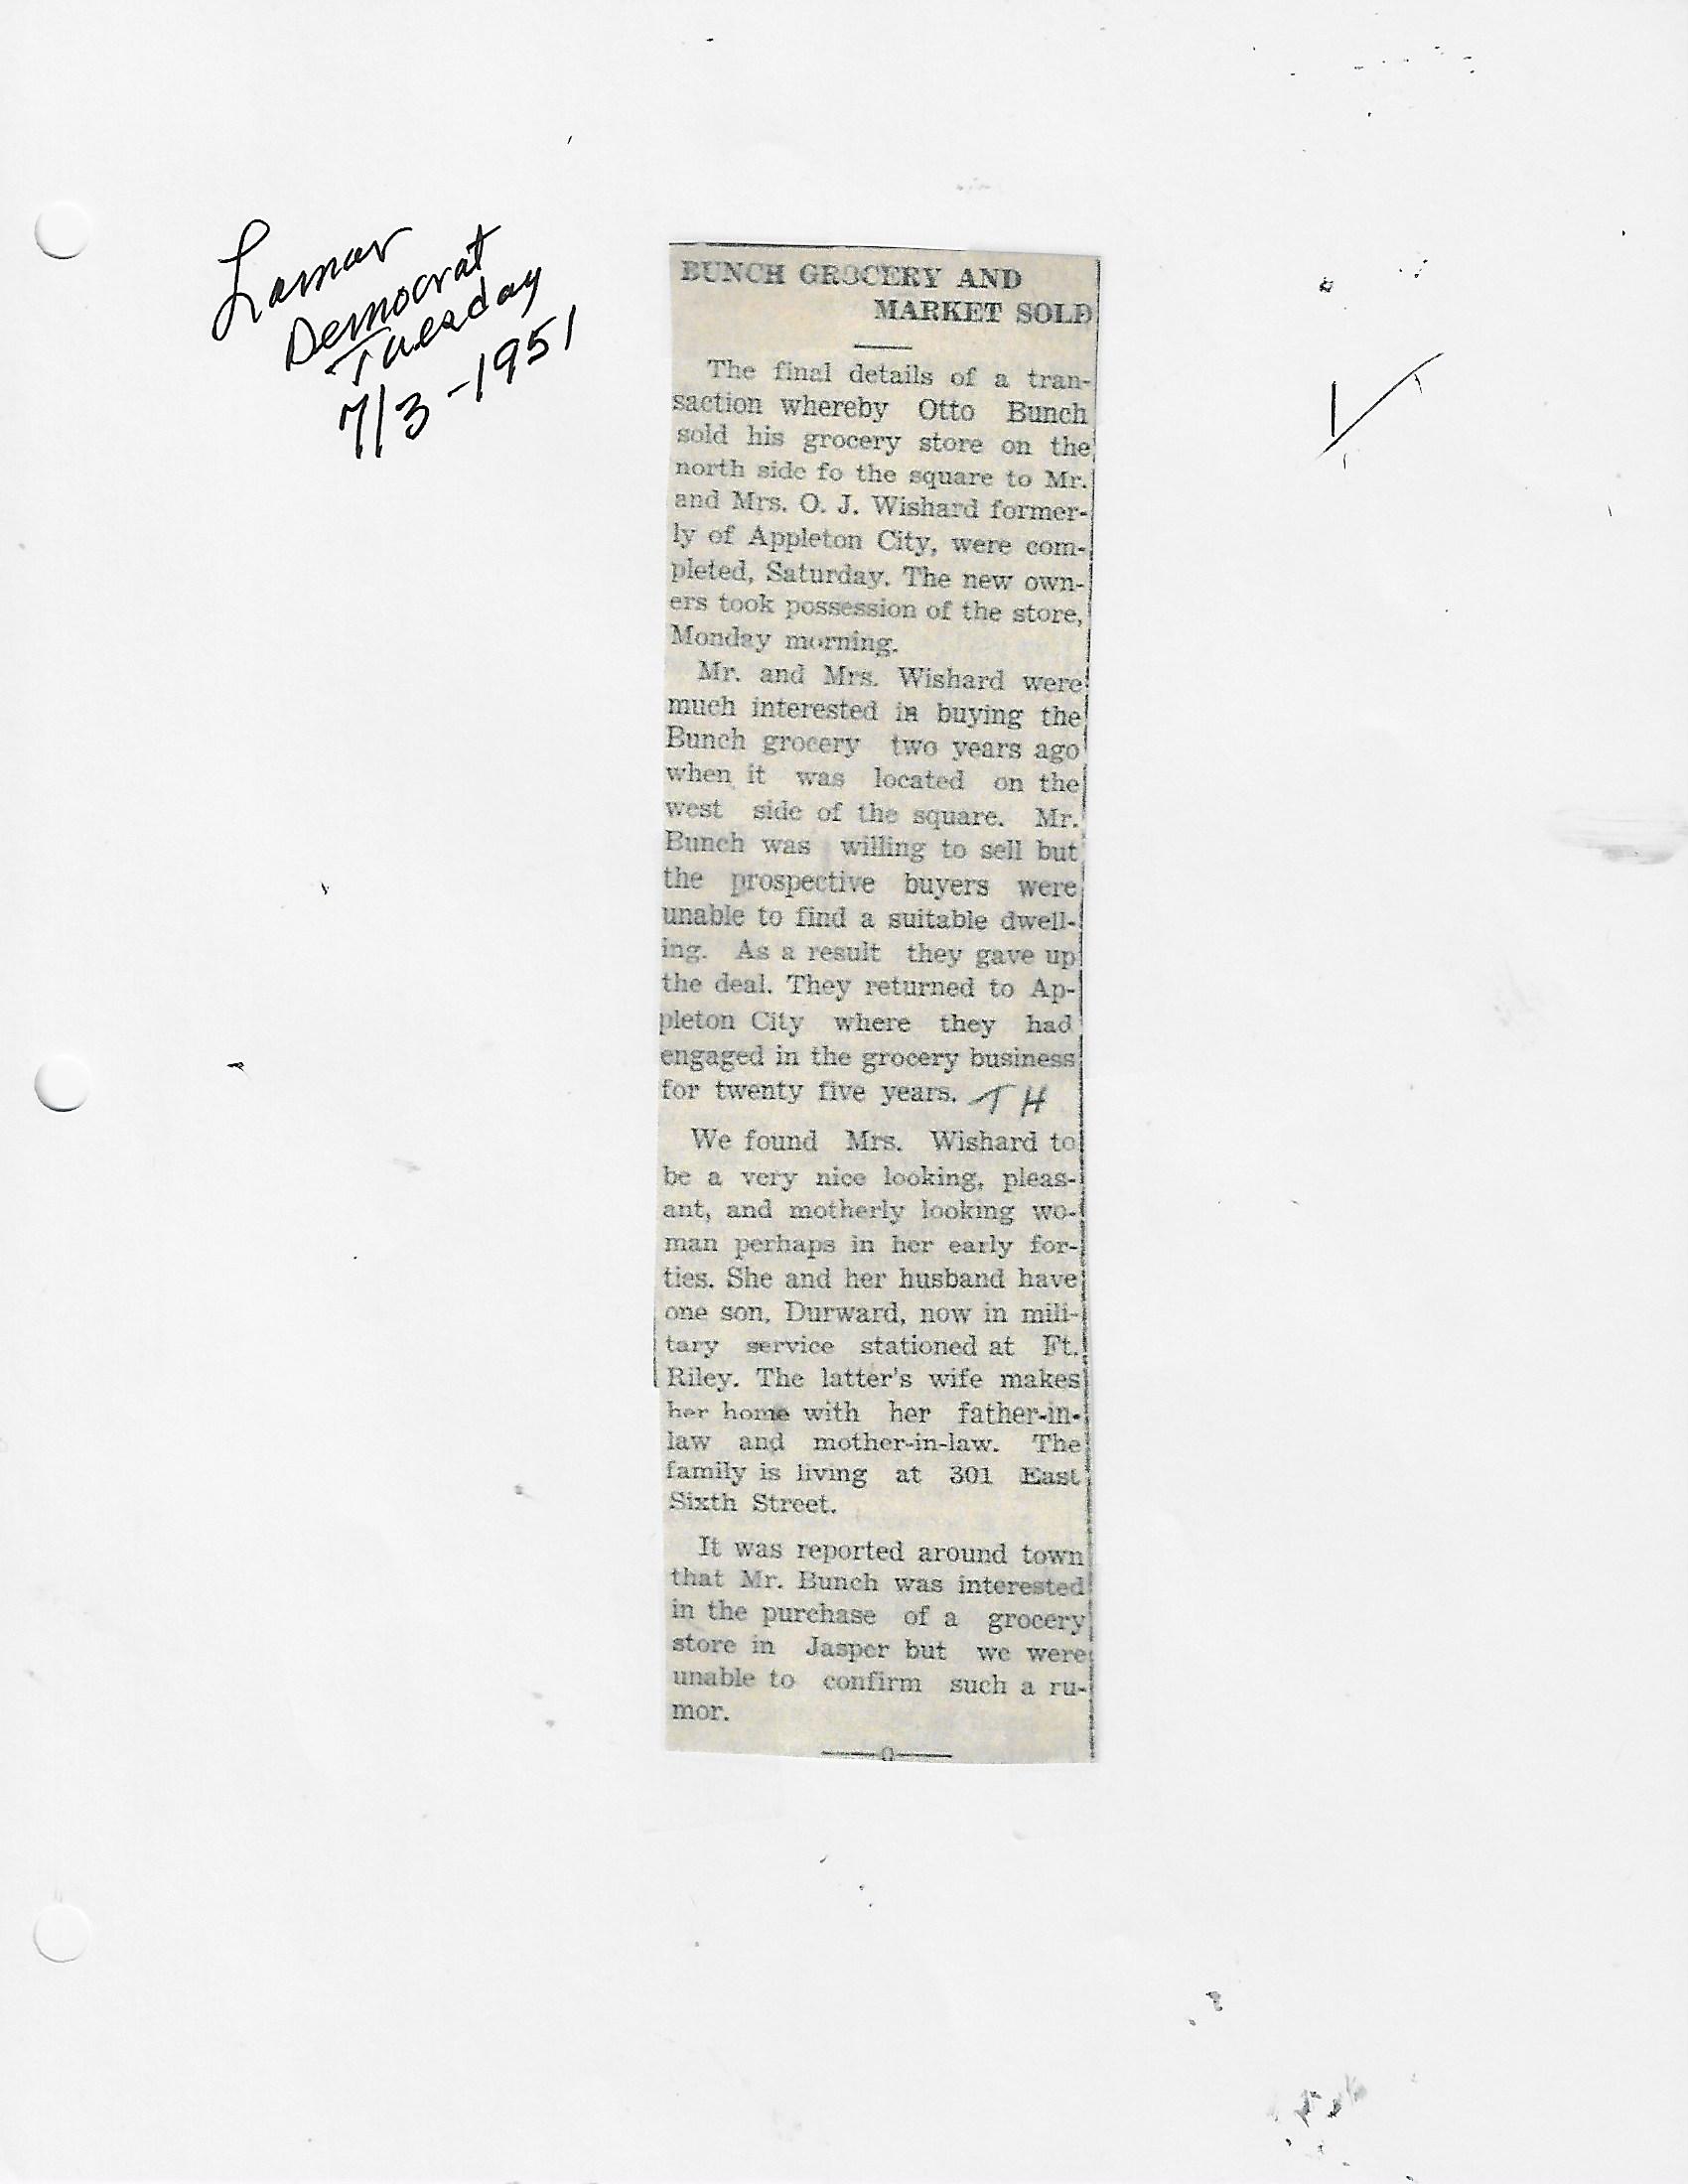 Lamar
Democrat
Tuesday
7/3-1951
1/
BUNCH GROCERY AND
MARKET SOLD
The final details of a tran-
saction whereby Otto Bunch
sold his grocery store on the
north side fo the square to Mr.
and Mrs. O. J. Wishard former-
ly of Appleton City, were com-
pleted, Saturday. The new own-
ers took possession of the store,
Monday morning.
Mr. and Mrs. Wishard were
much interested in buying the
Bunch grocery two years ago
when it was located on the
west side of the square. Mr.
Bunch was willing to sell but
the prospective buyers were
unable to find a suitable dwell-
ing. As a result they gave up
the deal. They returned to Ap-
pleton City where they had
engaged in the grocery business
for twenty five years. TH
We found Mrs. Wishard to
be a very nice looking, pleas-
ant, and motherly looking wo-
man perhaps in her early for-
ties. She and her husband have
one son, Durward, now in mili-
tary service stationed at Ft.
Riley. The latter's wife makes
her home with her father-in-
law and mother-in-law. The
family is living at 301 East
Sixth Street.
It was reported around town
that Mr. Bunch was interested
in the purchase of a grocery
store in Jasper but we were
unable to confirm such a ru-
mor.
——o——